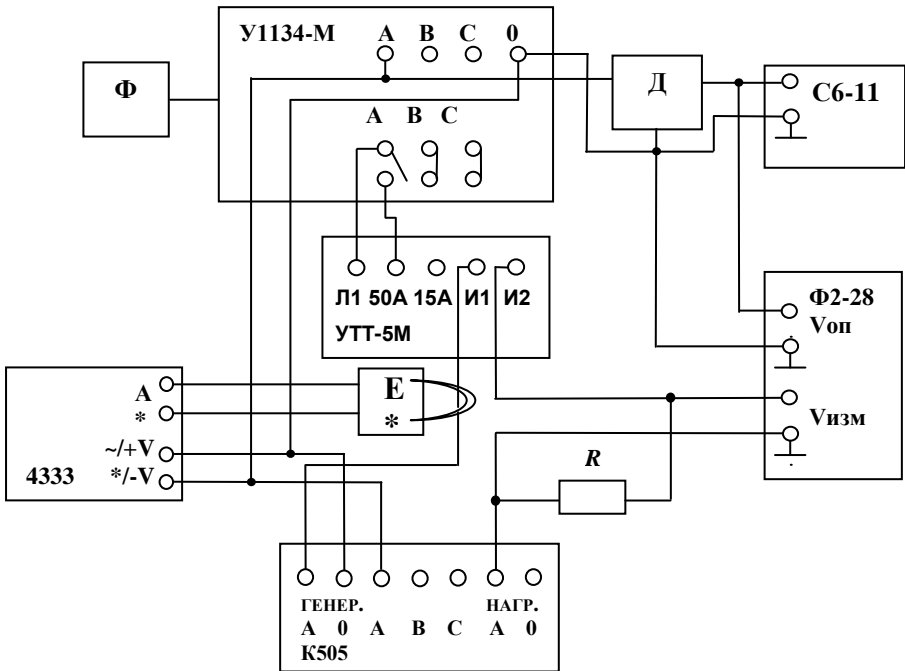 У1134-М
А В С 0
Ф
Д
С6-11
А В С
Л1 50А 15А И1 И2
УТТ-5М
Ф2-28
Vоп
Vизм
А
*
~/+V
*/-V
4333
Е
*
R
ГЕНЕР. НАГР.
А 0 А В С А 0
К505